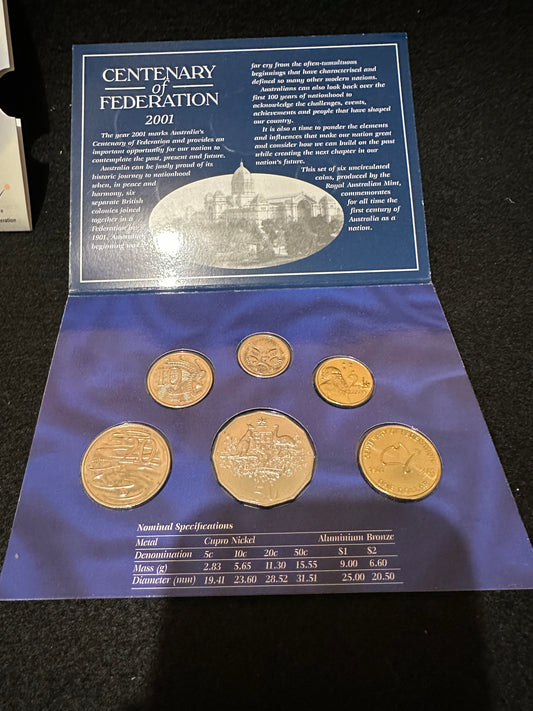 CENTENARY
of
FEDERATION
2001
The year 2001 marks Australia's
Centenary of Federation and provides an
important opportunity for our nation to
contemplate the past, present and future.
Australia can be justly proud of its
historic journey to nationhood
when, in peace and
harmony, six
separate British
colonies joined
together in a
Federation in
1901. Australia's
beginning was
far cry from the often-tumultuous
beginnings that have characterised and
defined so many other modern nations.
Australians can also look back over the
first 100 years of nationhood to
acknowledge the challenges, events,
achievements and people that have shaped
our country.
It is also a time to ponder the elements
and influences that make our nation great
and consider how we can build on the past
while creating the next chapter in our
nation's future.
This set of six uncirculated
coins, produced by the
Royal Australian Mint,
commemorates
for all time the
first century of
Australia as a
nation.
10
5
2
20
50
ONE DOLLAR
Nominal Specifications
Metal Cupro Nickel Aluminium Bronze
Denomination 5c 10c 20c 50c $1 $2
Mass (g) 2.83 5.65 11.30 15.55 9.00 6.60
Diameter (mm) 19.41 23.60 28.52 31.51 25.00 20.50